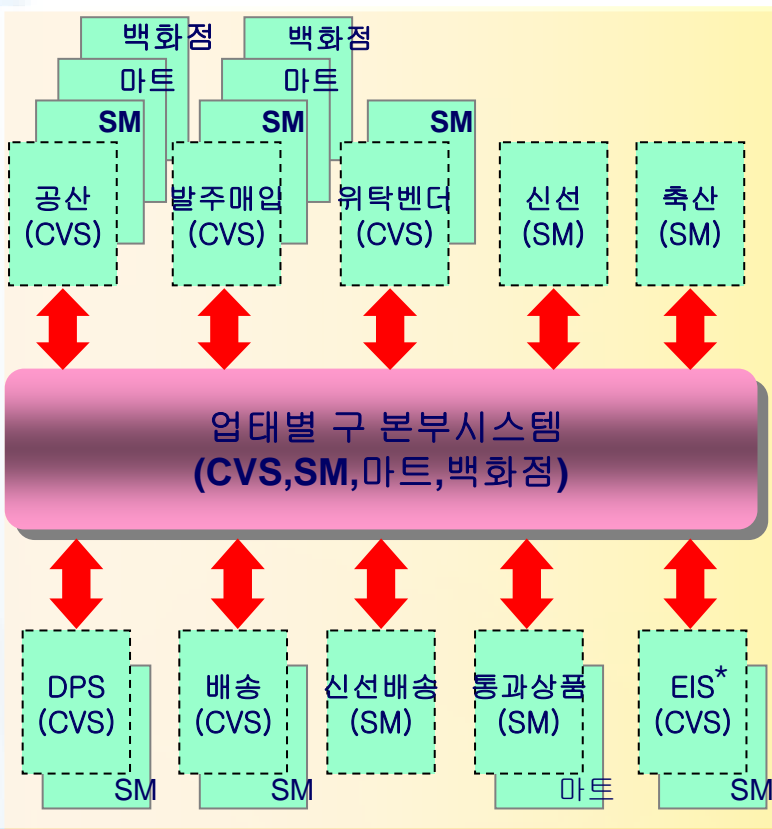 백화점
마트
SM
공산
(CVS)
백화점
마트
SM
발주매입
(CVS)
SM
위탁벤더
(CVS)
신선
(SM)
축산
(SM)
업태별 구 본부시스템
(CVS,SM,마트,백화점)
DPS
(CVS)
SM
배송
(CVS)
SM
신선배송
(SM)
통과상품
(SM)
마트
EIS*
(CVS)
SM